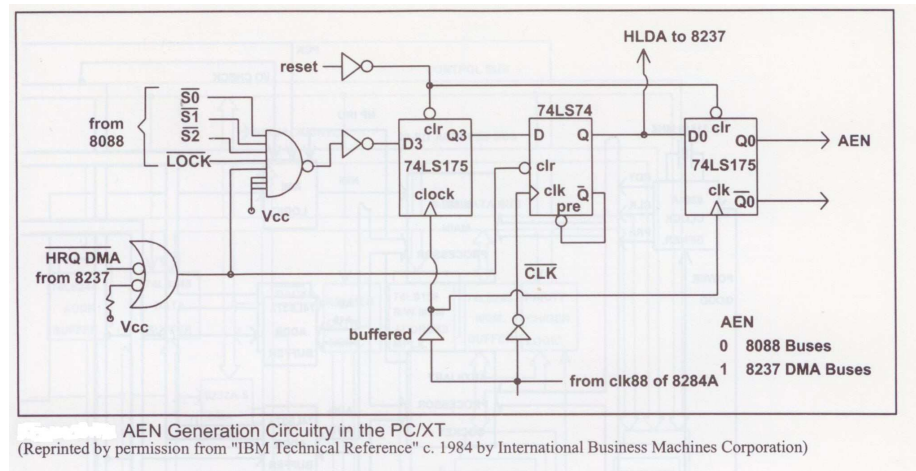 HLDA to 8237
reset
74LS74
S0
S1
S2
LOCK
from
8088
clr
D3 Q3
74LS175
clock
D Q
clr
clk Q
pre
clr
D0 Q0
74LS175
clk Q0
AEN
Vcc
HRQ DMA
from 8237
Vcc
CLK
buffered
from clk88 of 8284A
AEN
0 8088 Buses
1 8237 DMA Buses
AEN Generation Circuitry in the PC/XT
(Reprinted by permission from "IBM Technical Reference" c. 1984 by International Business Machines Corporation)